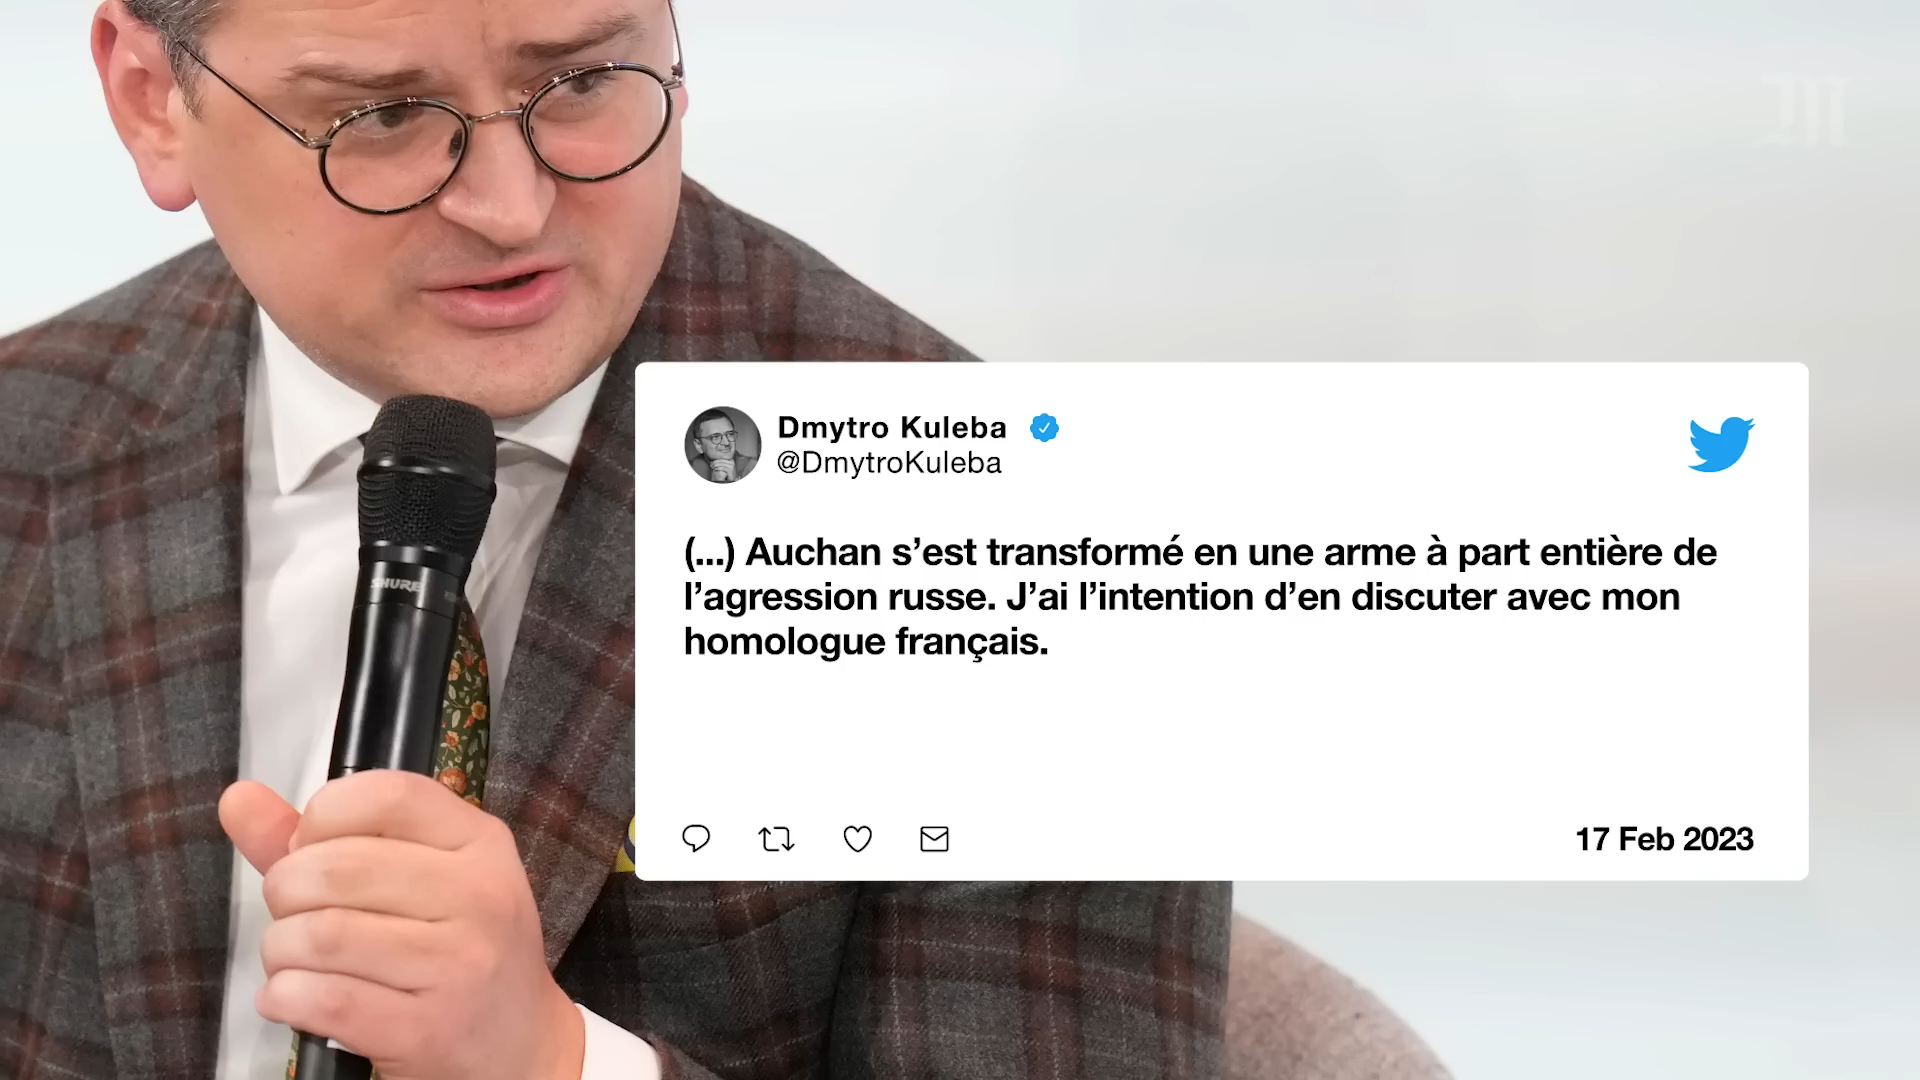 M
Dmytro Kuleba
@DmytroKuleba
(...) Auchan s’est transformé en une arme à part entière de
l’agression russe. J’ai l’intention d’en discuter avec mon
homologue français.
17 Feb 2023
SHURE